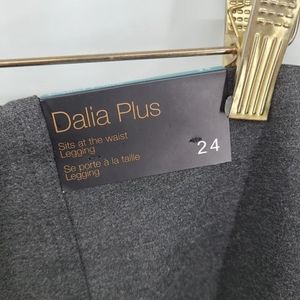 Dalia Plus
Sits at the waist
Legging
24
Se porte à la taille
Legging